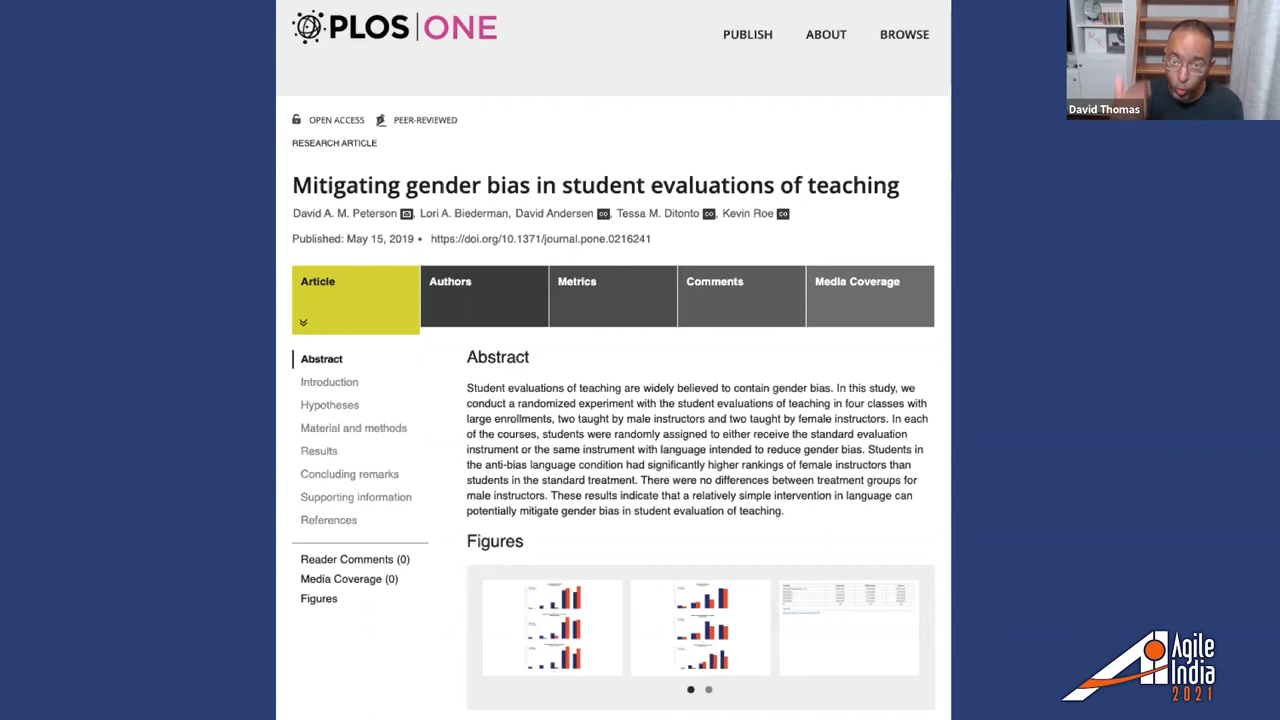 PLOS ONE
PUBLISH ABOUT BROWSE
David Thomas
OPEN ACCESS PEER-REVIEWED
RESEARCH ARTICLE
Mitigating gender bias in student evaluations of teaching
David A. M. Peterson, Lori A. Biederman, David Andersen, Tessa M. Ditonto, Kevin Roe
Published: May 15, 2019 • https://doi.org/10.1371/journal.pone.0216241
Article Authors Metrics Comments Media Coverage
Abstract
Introduction
Hypotheses
Material and methods
Results
Concluding remarks
Supporting information
References
Reader Comments (0)
Media Coverage (0)
Figures
Abstract
Student evaluations of teaching are widely believed to contain gender bias. In this study, we
conduct a randomized experiment with the student evaluations of teaching in four classes with
large enrollments, two taught by male instructors and two taught by female instructors. In each
of the courses, students were randomly assigned to either receive the standard evaluation
instrument or the same instrument with language intended to reduce gender bias. Students in
the anti-bias language condition had significantly higher rankings of female instructors than
students in the standard treatment. There were no differences between treatment groups for
male instructors. These results indicate that a relatively simple intervention in language can
potentially mitigate gender bias in student evaluation of teaching.
Figures
Agile
India
2021